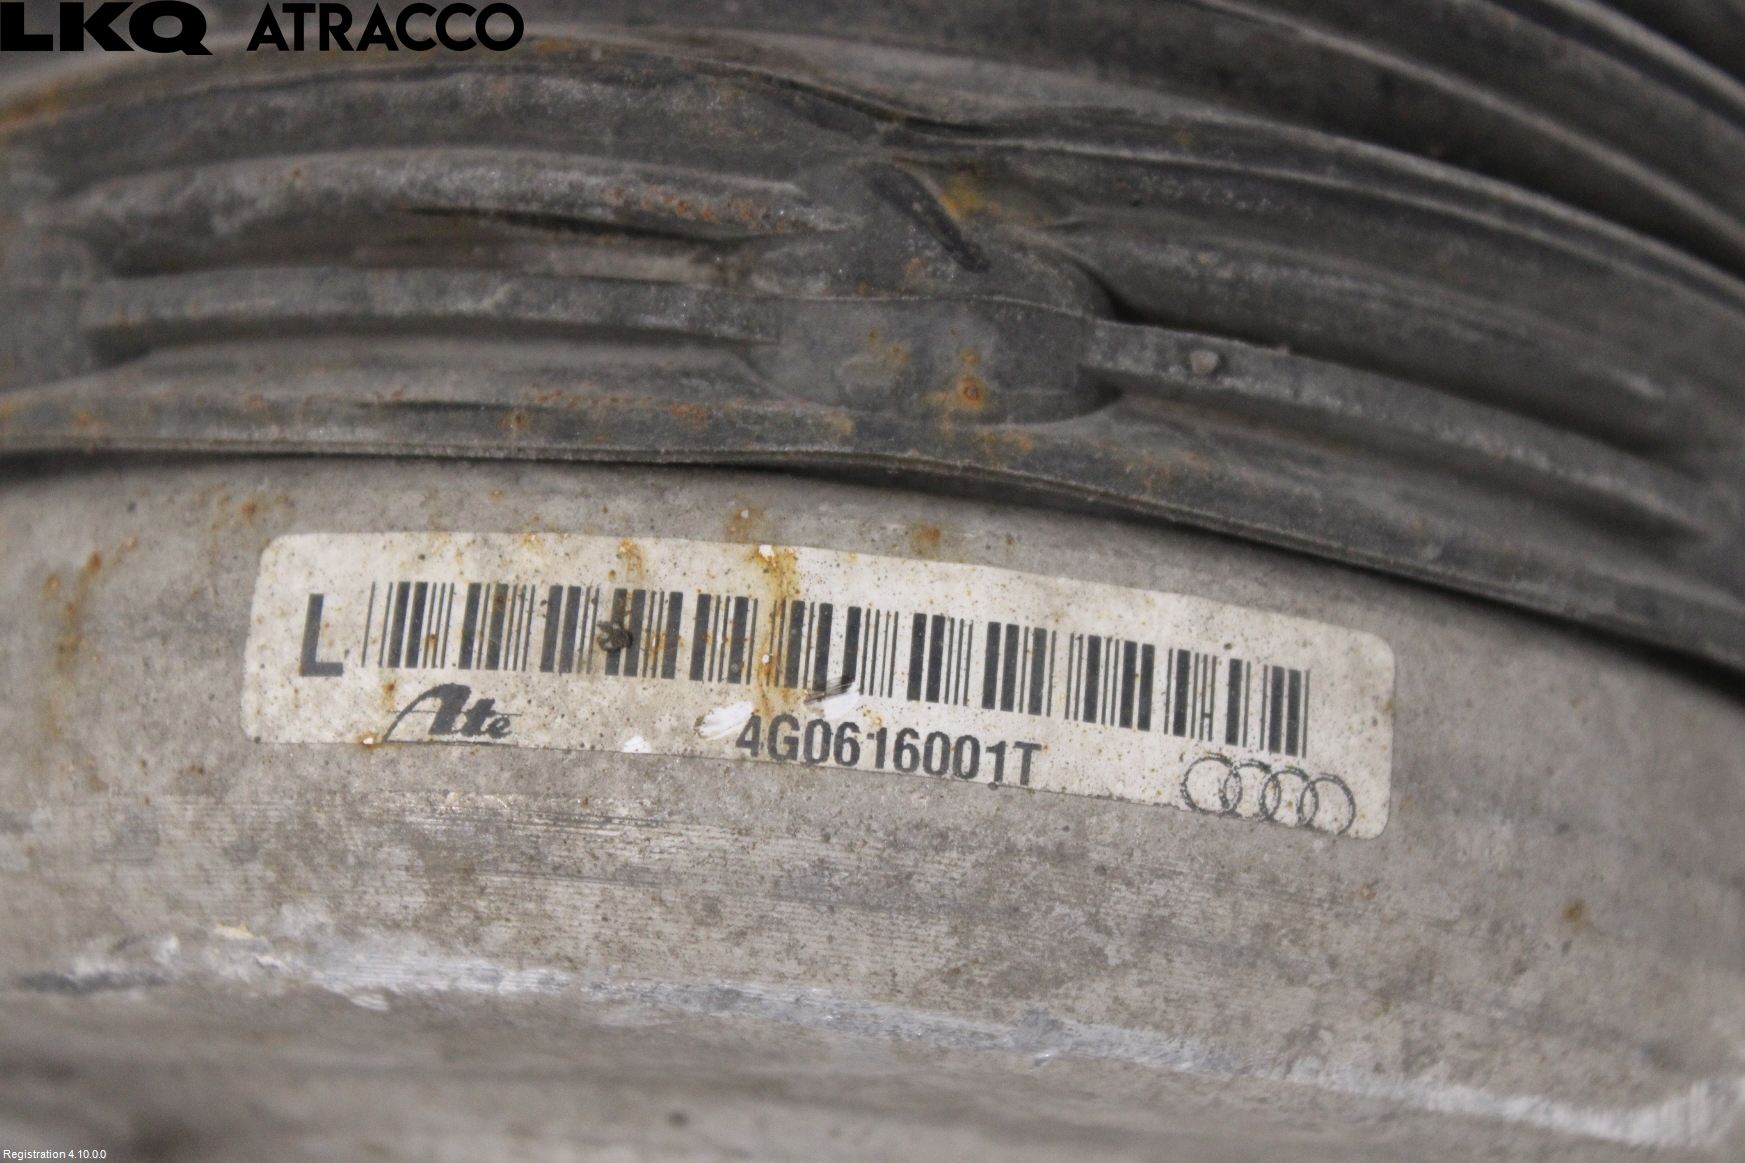 LKQ ATRACCO
L
Ate
4G0616001T
Registration 4.10.0.0